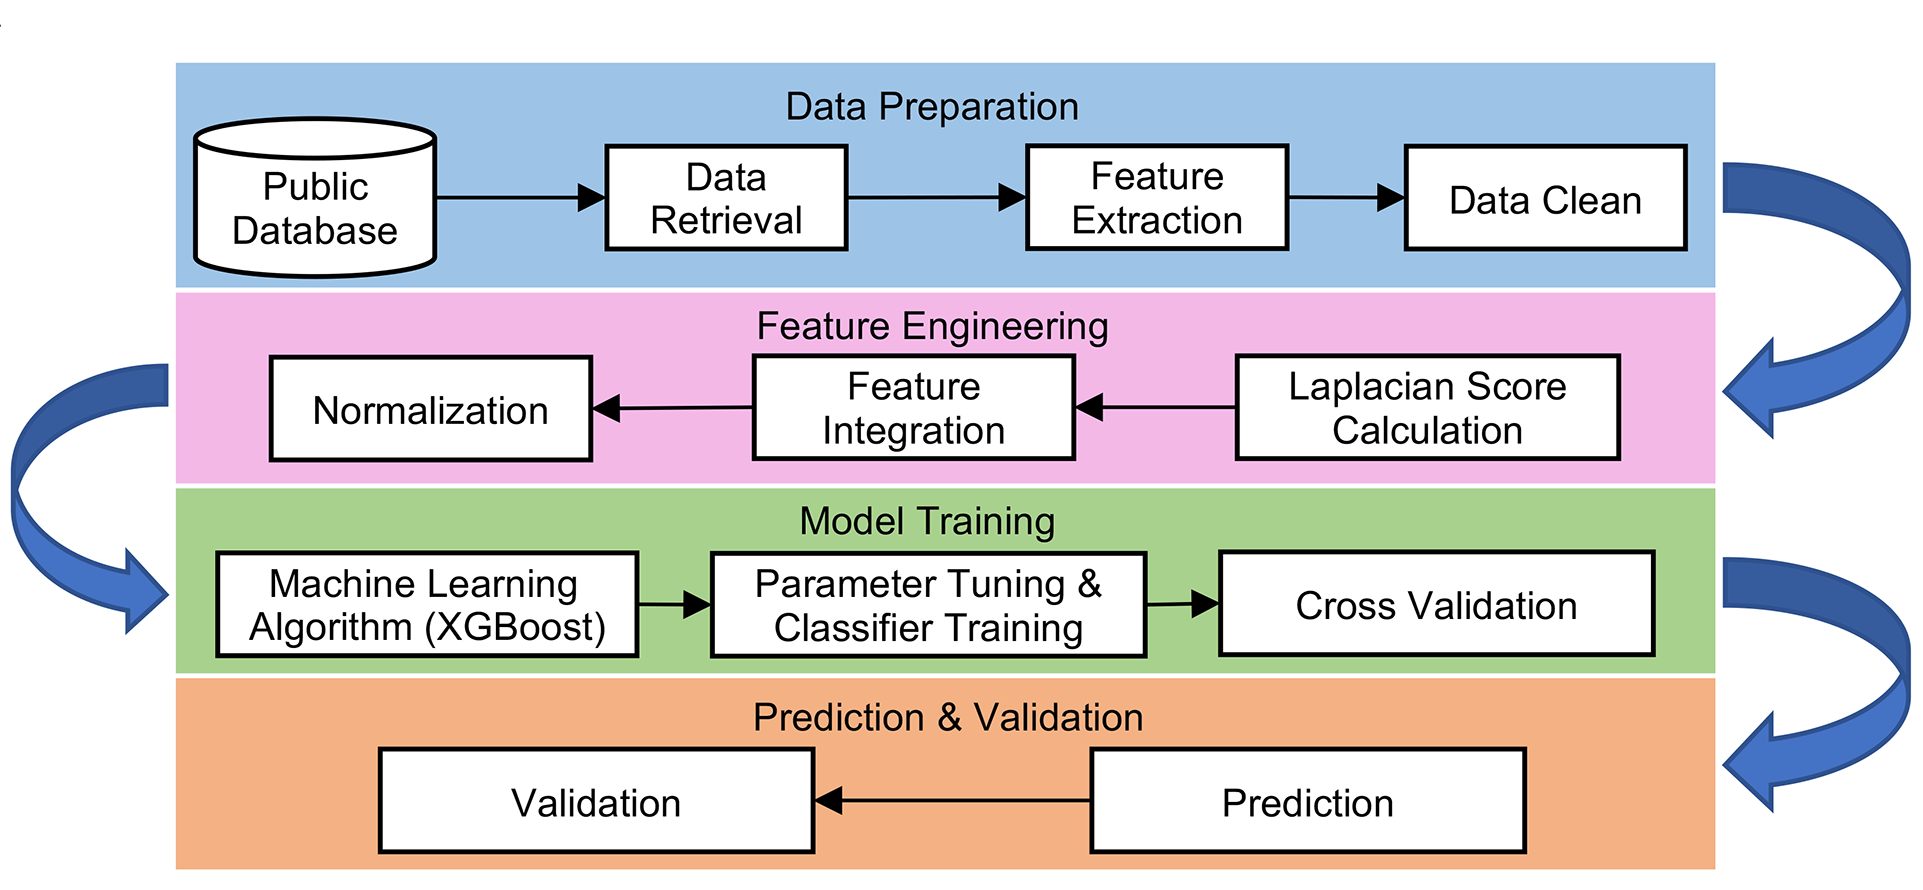 Data Preparation
Public
Database
Data
Retrieval
Feature
Extraction
Data Clean
Feature Engineering
Normalization
Feature
Integration
Laplacian Score
Calculation
Model Training
Machine Learning
Algorithm (XGBoost)
Parameter Tuning &
Classifier Training
Cross Validation
Prediction & Validation
Validation
Prediction